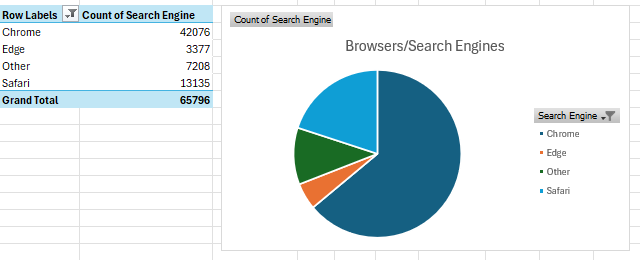 Row Labels Count of Search Engine
Chrome 42076
Edge 3377
Other 7208
Safari 13135
Grand Total 65796
Count of Search Engine
Browsers/Search Engines
Search Engine
Chrome
Edge
Other
Safari